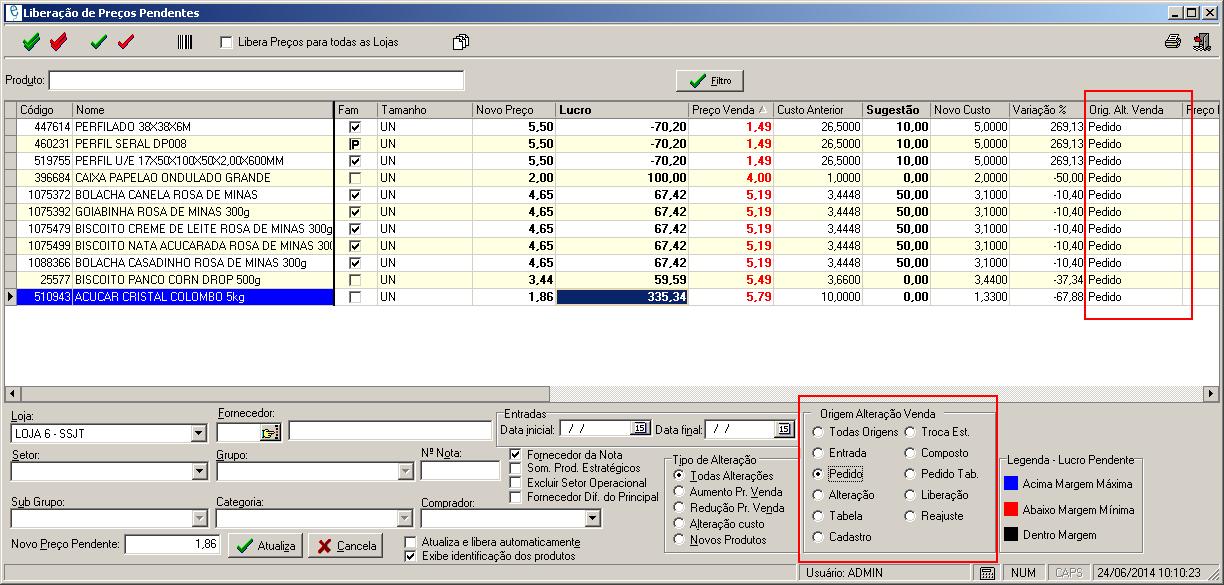 Liberação de Preços Pendentes
Libera Preços para todas as Lojas
Produto:
Filtro
Código Nome Fam Tamanho Novo Preço Lucro Preço Venda Custo Anterior Sugestão Novo Custo Variação % Orig. Alt. Venda Preço
447614 PERFILADO 38X38X6M UN 5,50 -70,20 1,49 26,5000 10,00 5,0000 269,13 Pedido
460231 PERFIL SERAL DP008 P UN 5,50 -70,20 1,49 26,5000 10,00 5,0000 269,13 Pedido
519755 PERFIL U/E 17X50X100X50X2,00X600MM UN 5,50 -70,20 1,49 26,5000 10,00 5,0000 269,13 Pedido
396684 CAIXA PAPELAO ONDULADO GRANDE UN 2,00 100,00 4,00 1,0000 0,00 2,0000 -50,00 Pedido
1075372 BOLACHA CANELA ROSA DE MINAS UN 4,65 67,42 5,19 3,4448 50,00 3,1000 -10,40 Pedido
1075392 GOIABINHA ROSA DE MINAS 300g UN 4,65 67,42 5,19 3,4448 50,00 3,1000 -10,40 Pedido
1075479 BISCOITO CREME DE LEITE ROSA DE MINAS 300g UN 4,65 67,42 5,19 3,4448 50,00 3,1000 -10,40 Pedido
1075499 BISCOITO NATA ACUCARADA ROSA DE MINAS 300 UN 4,65 67,42 5,19 3,4448 50,00 3,1000 -10,40 Pedido
1088366 BOLACHA CASADINHO ROSA DE MINAS 300g UN 4,65 67,42 5,19 3,4448 50,00 3,1000 -10,40 Pedido
25577 BISCOITO PANCO CORN DROP 500g UN 3,44 59,59 5,49 3,6600 0,00 3,4400 -37,34 Pedido
510943 ACUCAR CRISTAL COLOMBO 5kg UN 1,86 335,34 5,79 10,0000 0,00 1,3300 -67,88 Pedido
Loja:
LOJA 6 - SSJT
Fornecedor:
Setor:
Grupo:
Nº Nota:
Sub Grupo:
Categoria:
Comprador:
Novo Preço Pendente: 1,86
Atualiza
Cancela
Entradas
Data inicial: / / 15 Data final: / / 15
Fornecedor da Nota
Som. Prod. Estratégicos
Excluir Setor Operacional
Fornecedor Dif. do Principal
Atualiza e libera automaticamente
Exibe identificação dos produtos
Tipo de Alteração
Todas Alterações
Aumento Pr. Venda
Redução Pr. Venda
Alteração custo
Novos Produtos
Origem Alteração Venda
Todas Origens Troca Est.
Entrada Composto
Pedido Pedido Tab.
Alteração Liberação
Tabela Reajuste
Cadastro
Legenda - Lucro Pendente
Acima Margem Máxima
Abaixo Margem Mínima
Dentro Margem
Usuário: ADMIN NUM CAPS 24/06/2014 10:10:23